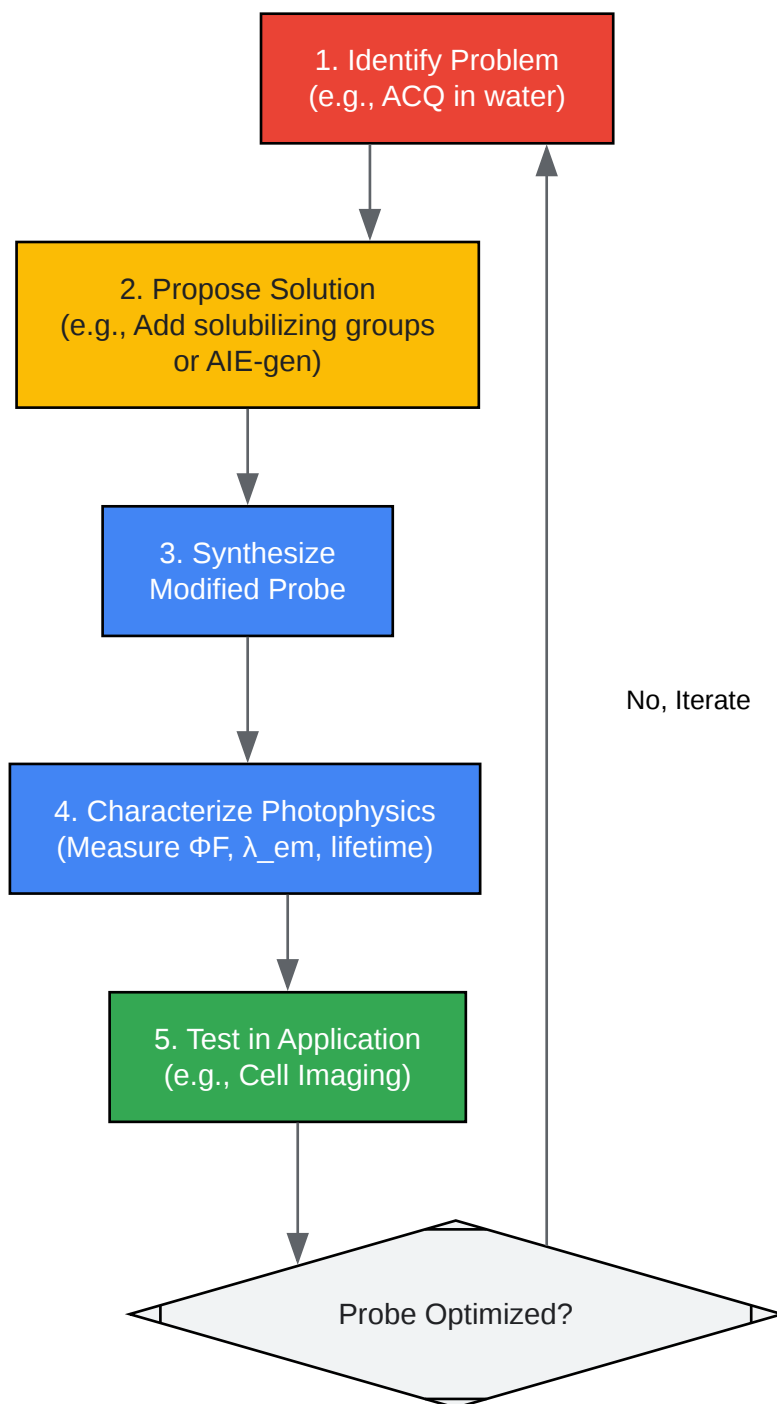 1. Identify Problem
(e.g., ACQ in water)
2. Propose Solution
(e.g., Add solubilizing groups
or AIE-gen)
3. Synthesize
Modified Probe
No, Iterate
4. Characterize Photophysics
(Measure ΦF, λ_em, lifetime)
5. Test in Application
(e.g., Cell Imaging)
Probe Optimized?